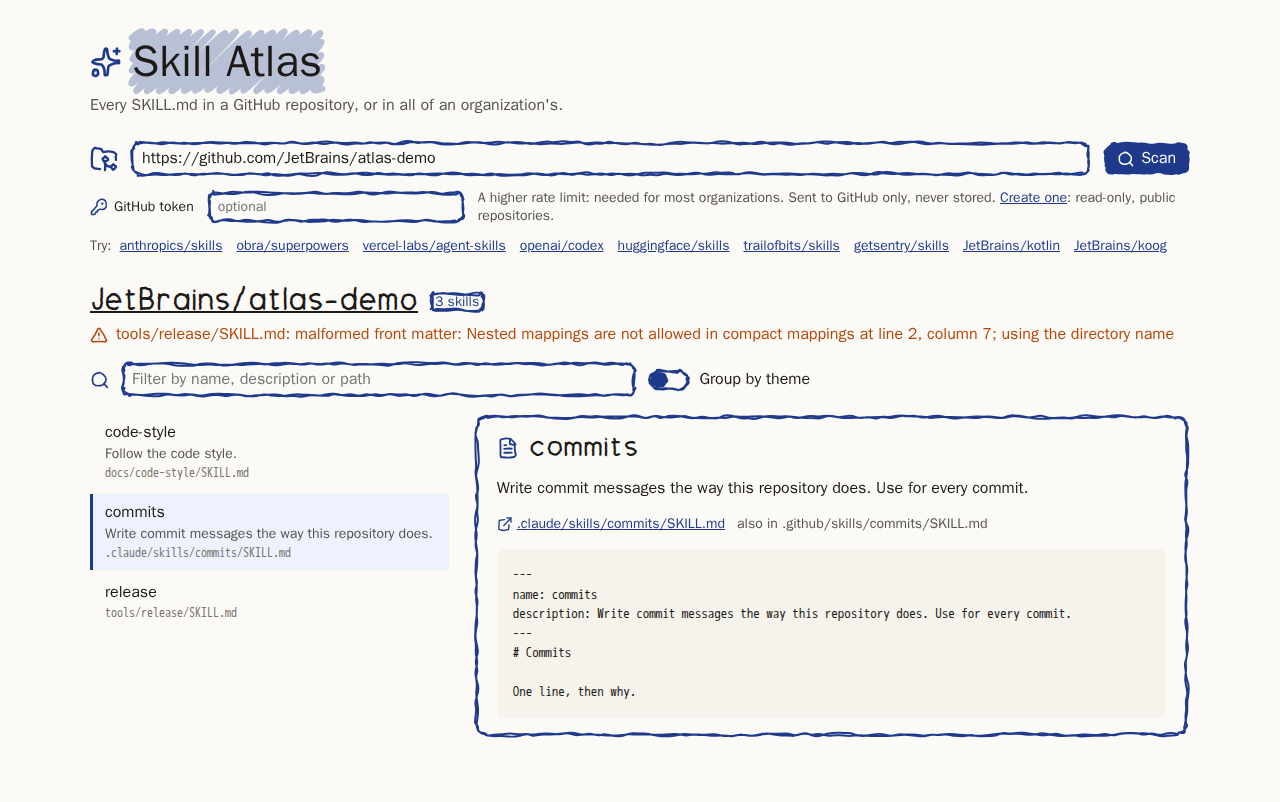 Skill Atlas
Every SKILL.md in a GitHub repository, or in all of an organization's.
https://github.com/JetBrains/atlas-demo
Scan
GitHub token
optional
A higher rate limit: needed for most organizations. Sent to GitHub only, never stored. Create one: read-only, public
repositories.
Try: anthropics/skills obra/superpowers vercel-labs/agent-skills openai/codex huggingface/skills trailofbits/skills getsentry/skills JetBrains/kotlin JetBrains/koog
JetBrains/atlas-demo 3 skills
tools/release/SKILL.md: malformed front matter: Nested mappings are not allowed in compact mappings at line 2, column 7; using the directory name
Filter by name, description or path
Group by theme
code-style
Follow the code style.
docs/code-style/SKILL.md
commits
Write commit messages the way this repository does.
.claude/skills/commits/SKILL.md
release
tools/release/SKILL.md
commits
Write commit messages the way this repository does. Use for every commit.
.claude/skills/commits/SKILL.md also in .github/skills/commits/SKILL.md
---
name: commits
description: Write commit messages the way this repository does. Use for every commit.
---
# Commits
One line, then why.